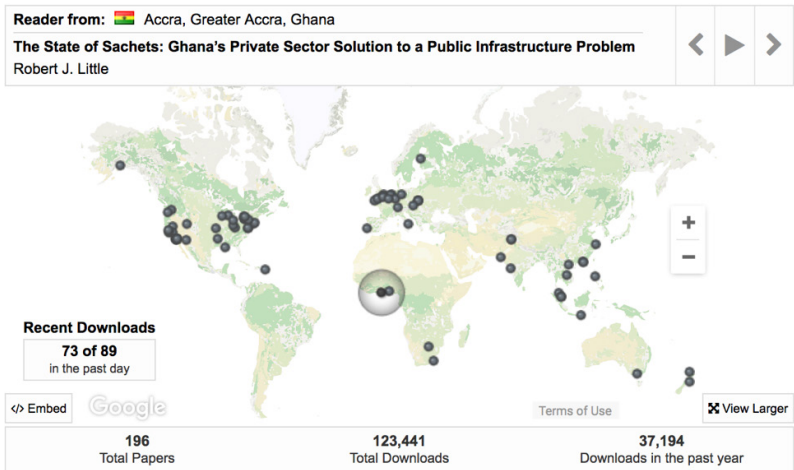 Reader from: Accra, Greater Accra, Ghana
The State of Sachets: Ghana's Private Sector Solution to a Public Infrastructure Problem
Robert J. Little
+
−
Recent Downloads
73 of 89
in the past day
</> Embed
Google
Terms of Use
View Larger
196
Total Papers
123,441
Total Downloads
37,194
Downloads in the past year